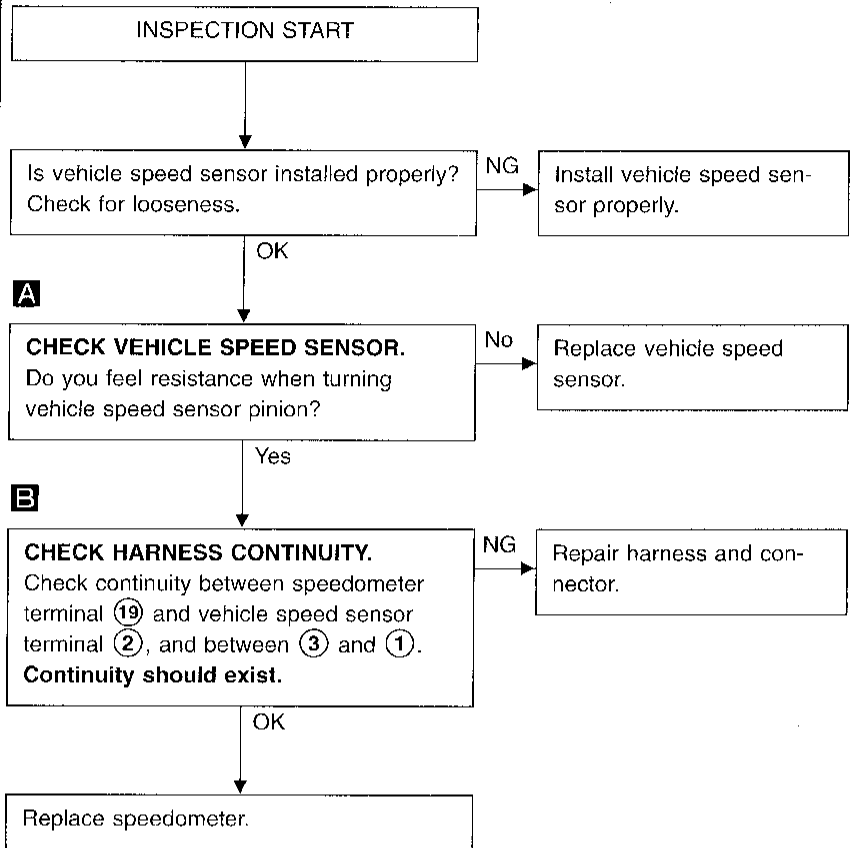 INSPECTION START
Is vehicle speed sensor installed properly?
Check for looseness.
NG
Install vehicle speed sen-
sor properly.
OK
A
CHECK VEHICLE SPEED SENSOR.
Do you feel resistance when turning
vehicle speed sensor pinion?
No
Replace vehicle speed
sensor.
Yes
B
CHECK HARNESS CONTINUITY.
Check continuity between speedometer
terminal ⑲ and vehicle speed sensor
terminal ②, and between ③ and ①.
Continuity should exist.
NG
Repair harness and con-
nector.
OK
Replace speedometer.